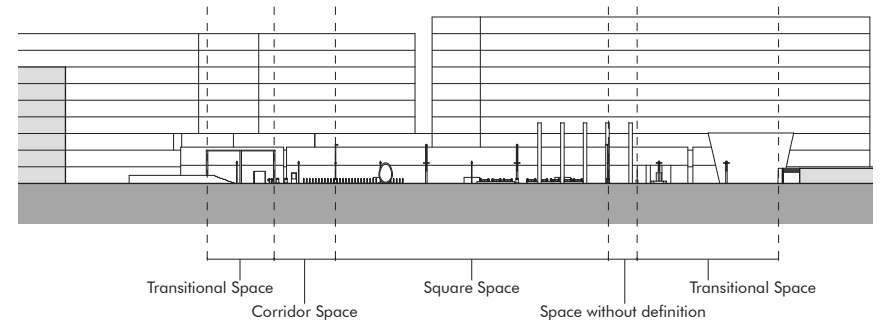 Transitional Space
Square Space
Transitional Space
Corridor Space
Space without definition